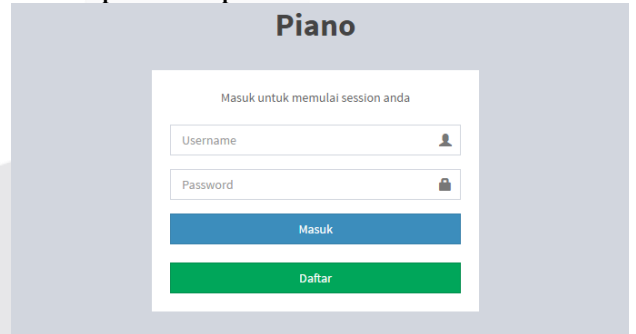 Piano
Masuk untuk memulai session anda
Username
Password
Masuk
Daftar